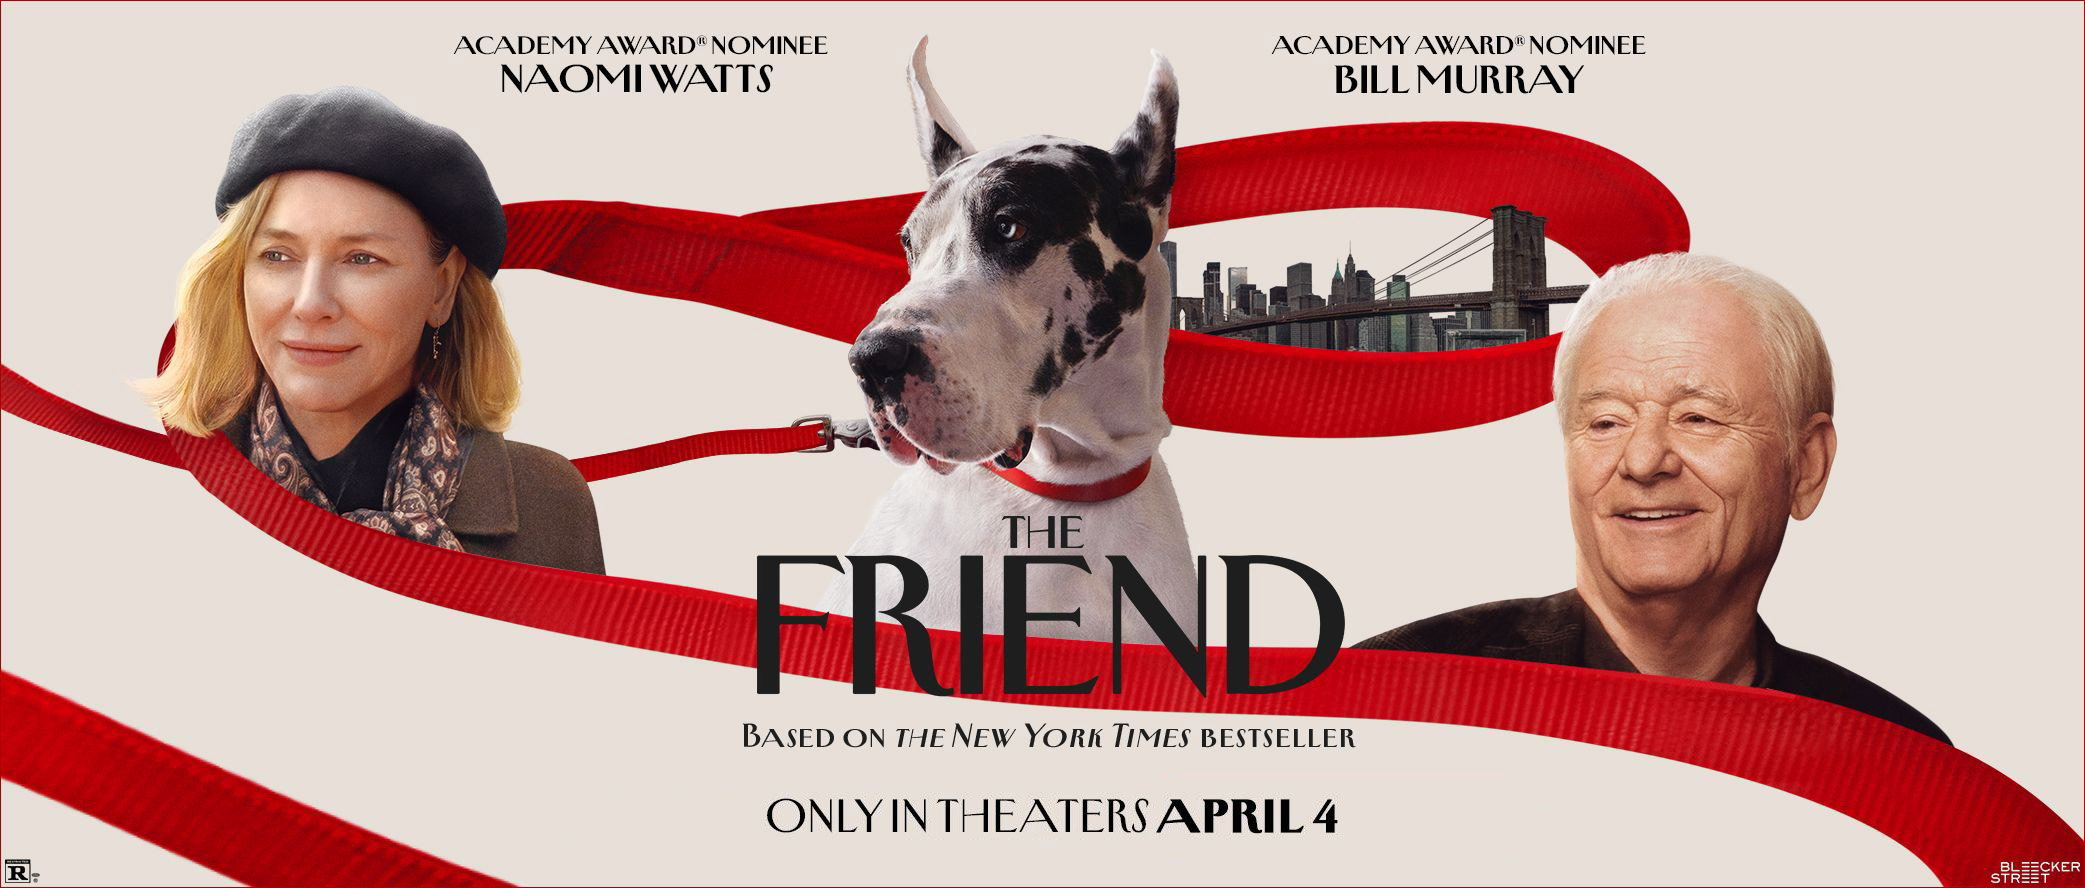 ACADEMY AWARD® NOMINEE
NAOMI WATTS
ACADEMY AWARD® NOMINEE
BILL MURRAY
THE
FRIEND
BASED ON THE NEW YORK TIMES BESTSELLER
ONLY IN THEATERS APRIL 4
R
BLEECKER
STREET